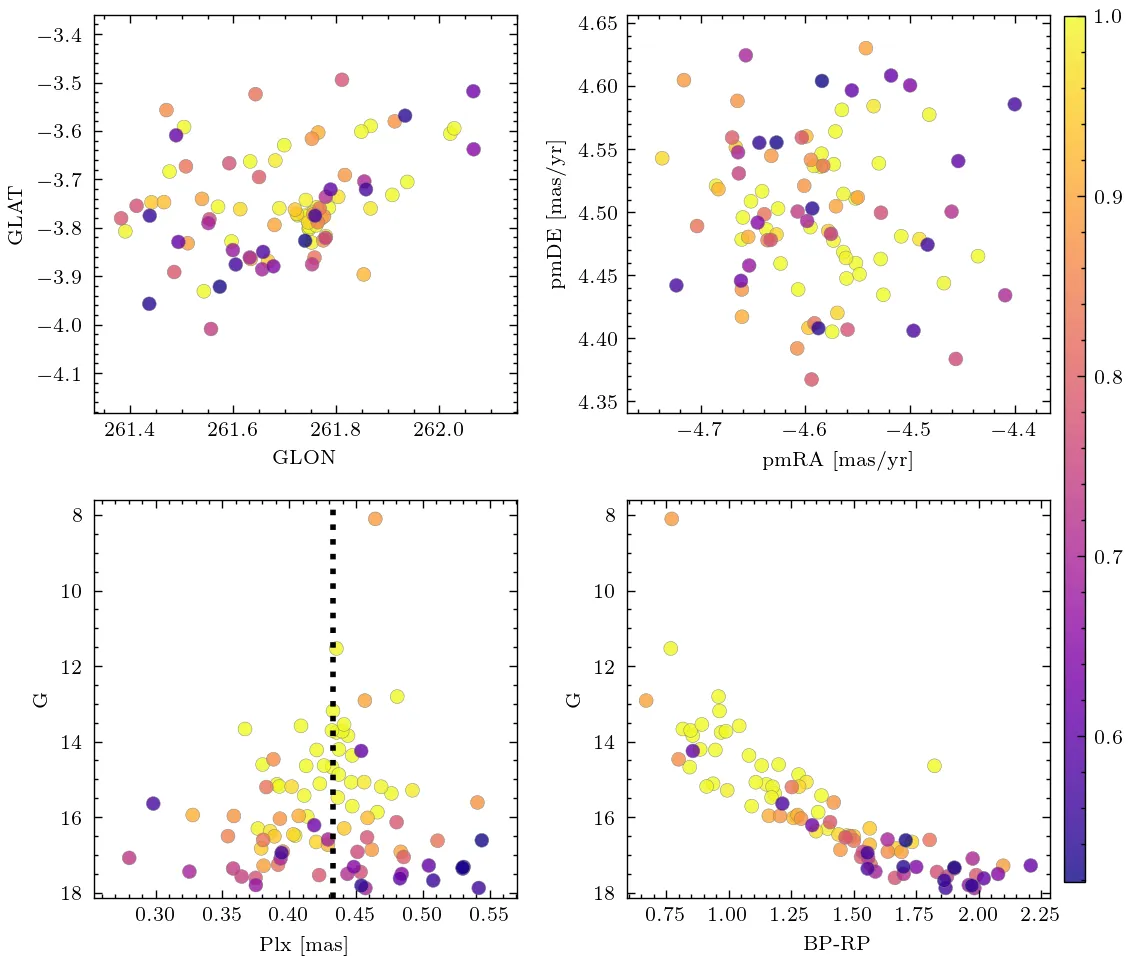 −3.4
−3.5
−3.6
−3.7
−3.8
−3.9
−4.0
−4.1
GLAT
261.4 261.6 261.8 262.0
GLON
4.65
4.60
4.55
4.50
4.45
4.40
4.35
pmDE [mas/yr]
−4.7 −4.6 −4.5 −4.4
pmRA [mas/yr]
1.0
0.9
0.8
0.7
0.6
8
10
12
14
16
18
G
0.30 0.35 0.40 0.45 0.50 0.55
Plx [mas]
8
10
12
14
16
18
G
0.75 1.00 1.25 1.50 1.75 2.00 2.25
BP-RP